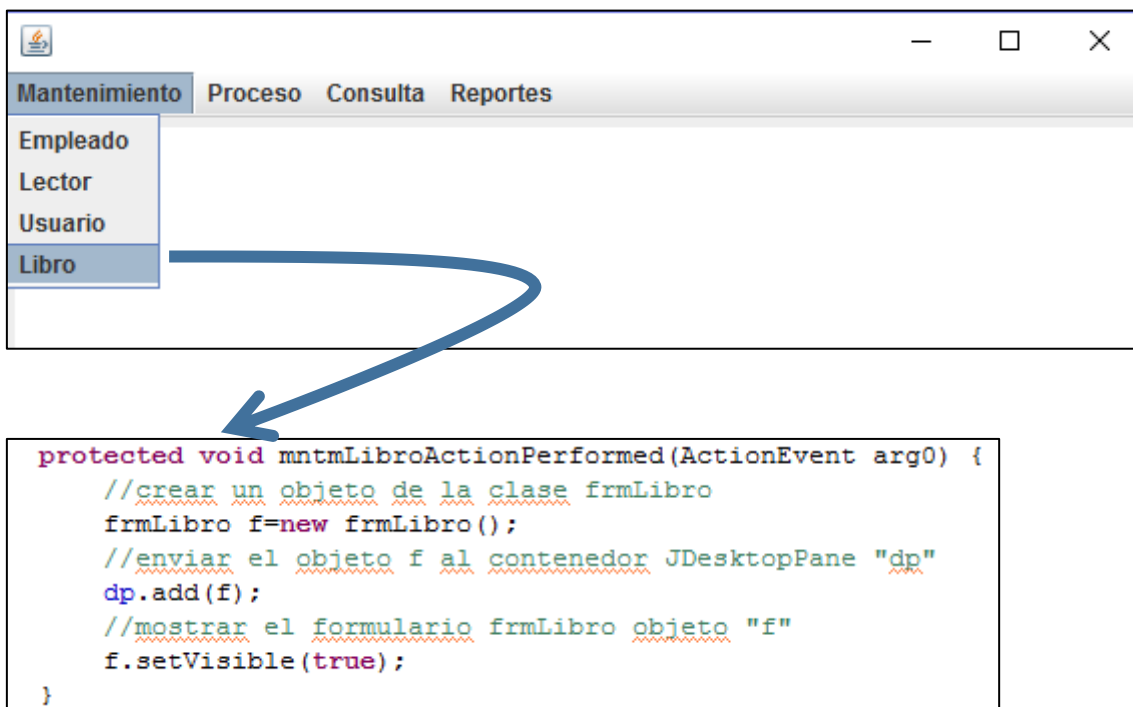 Mantenimiento Proceso Consulta Reportes
Empleado
Lector
Usuario
Libro
protected void mntmLibroActionPerformed(ActionEvent arg0) {
//crear un objeto de la clase frmLibro
frmLibro f=new frmLibro();
//enviar el objeto f al contenedor JDesktopPane "dp"
dp.add(f);
//mostrar el formulario frmLibro objeto "f"
f.setVisible(true);
}